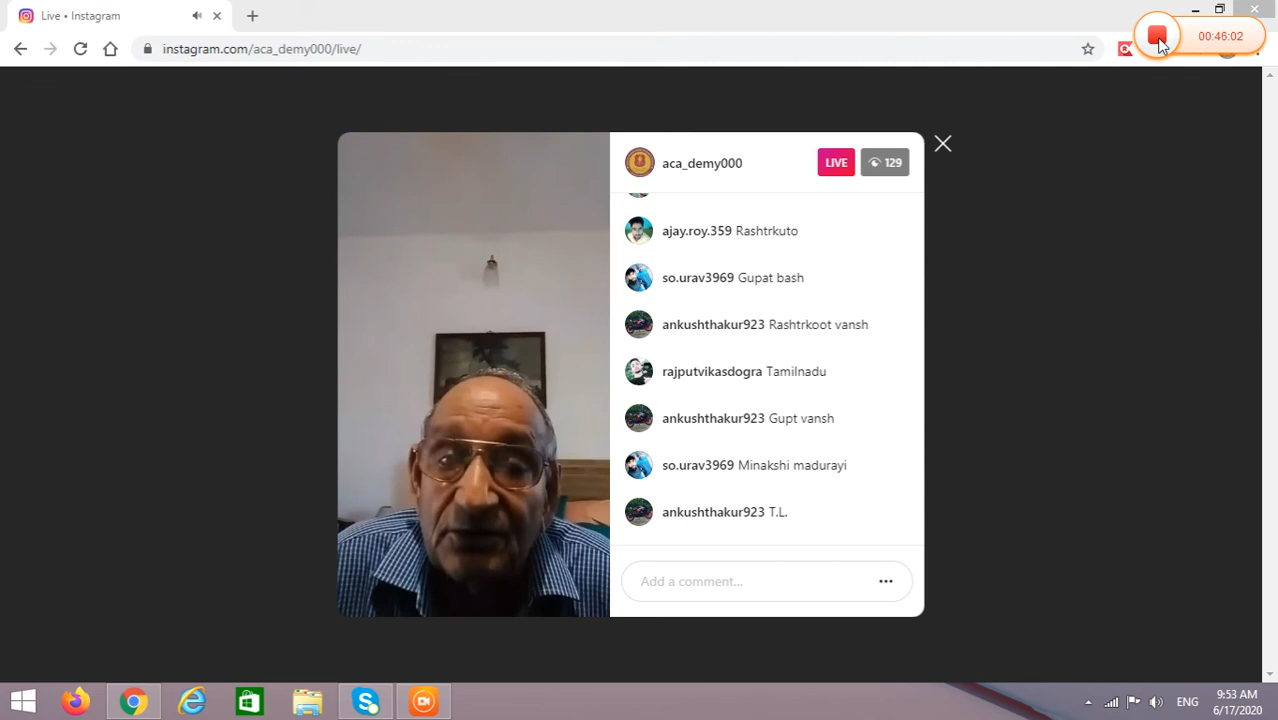 Live • Instagram
00:46:02
instagram.com/aca_demy000/live/
aca_demy000
LIVE
129
ajay.roy.359 Rashtrkuto
so.urav3969 Gupat bash
ankushthakur923 Rashtrkoot vansh
rajputvikasdogra Tamilnadu
ankushthakur923 Gupt vansh
so.urav3969 Minakshi madurayi
ankushthakur923 T.L.
Add a comment...
ENG
9:53 AM
6/17/2020